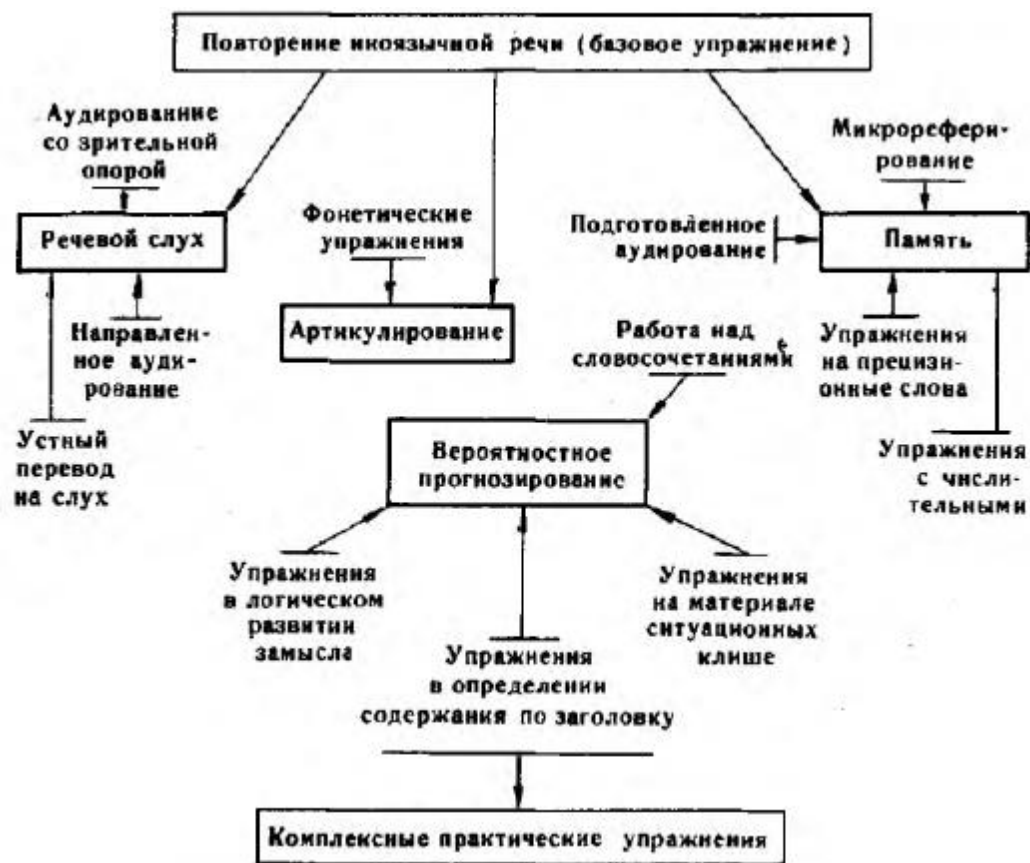 Повторение иноязычной речи (базовое упражнение)
Аудирование
со зрительной
опорой
Микрорефери-
рование
Фонетические
упражнения
Подготовленное
аудирование
Речевой слух
Память
Артикулирование
Направлен-
ное ауди-
рование
Работа над
словосочетаниями
Упражнения
на прецизи-
онные слова
Устный
перевод
на слух
Вероятностное
прогнозирование
Упражнения
с числи-
тельными
Упражнения
в логическом
развитии
замысла
Упражнения
на материале
ситуационных
клише
Упражнения
в определении
содержания по заголовку
Комплексные практические упражнения